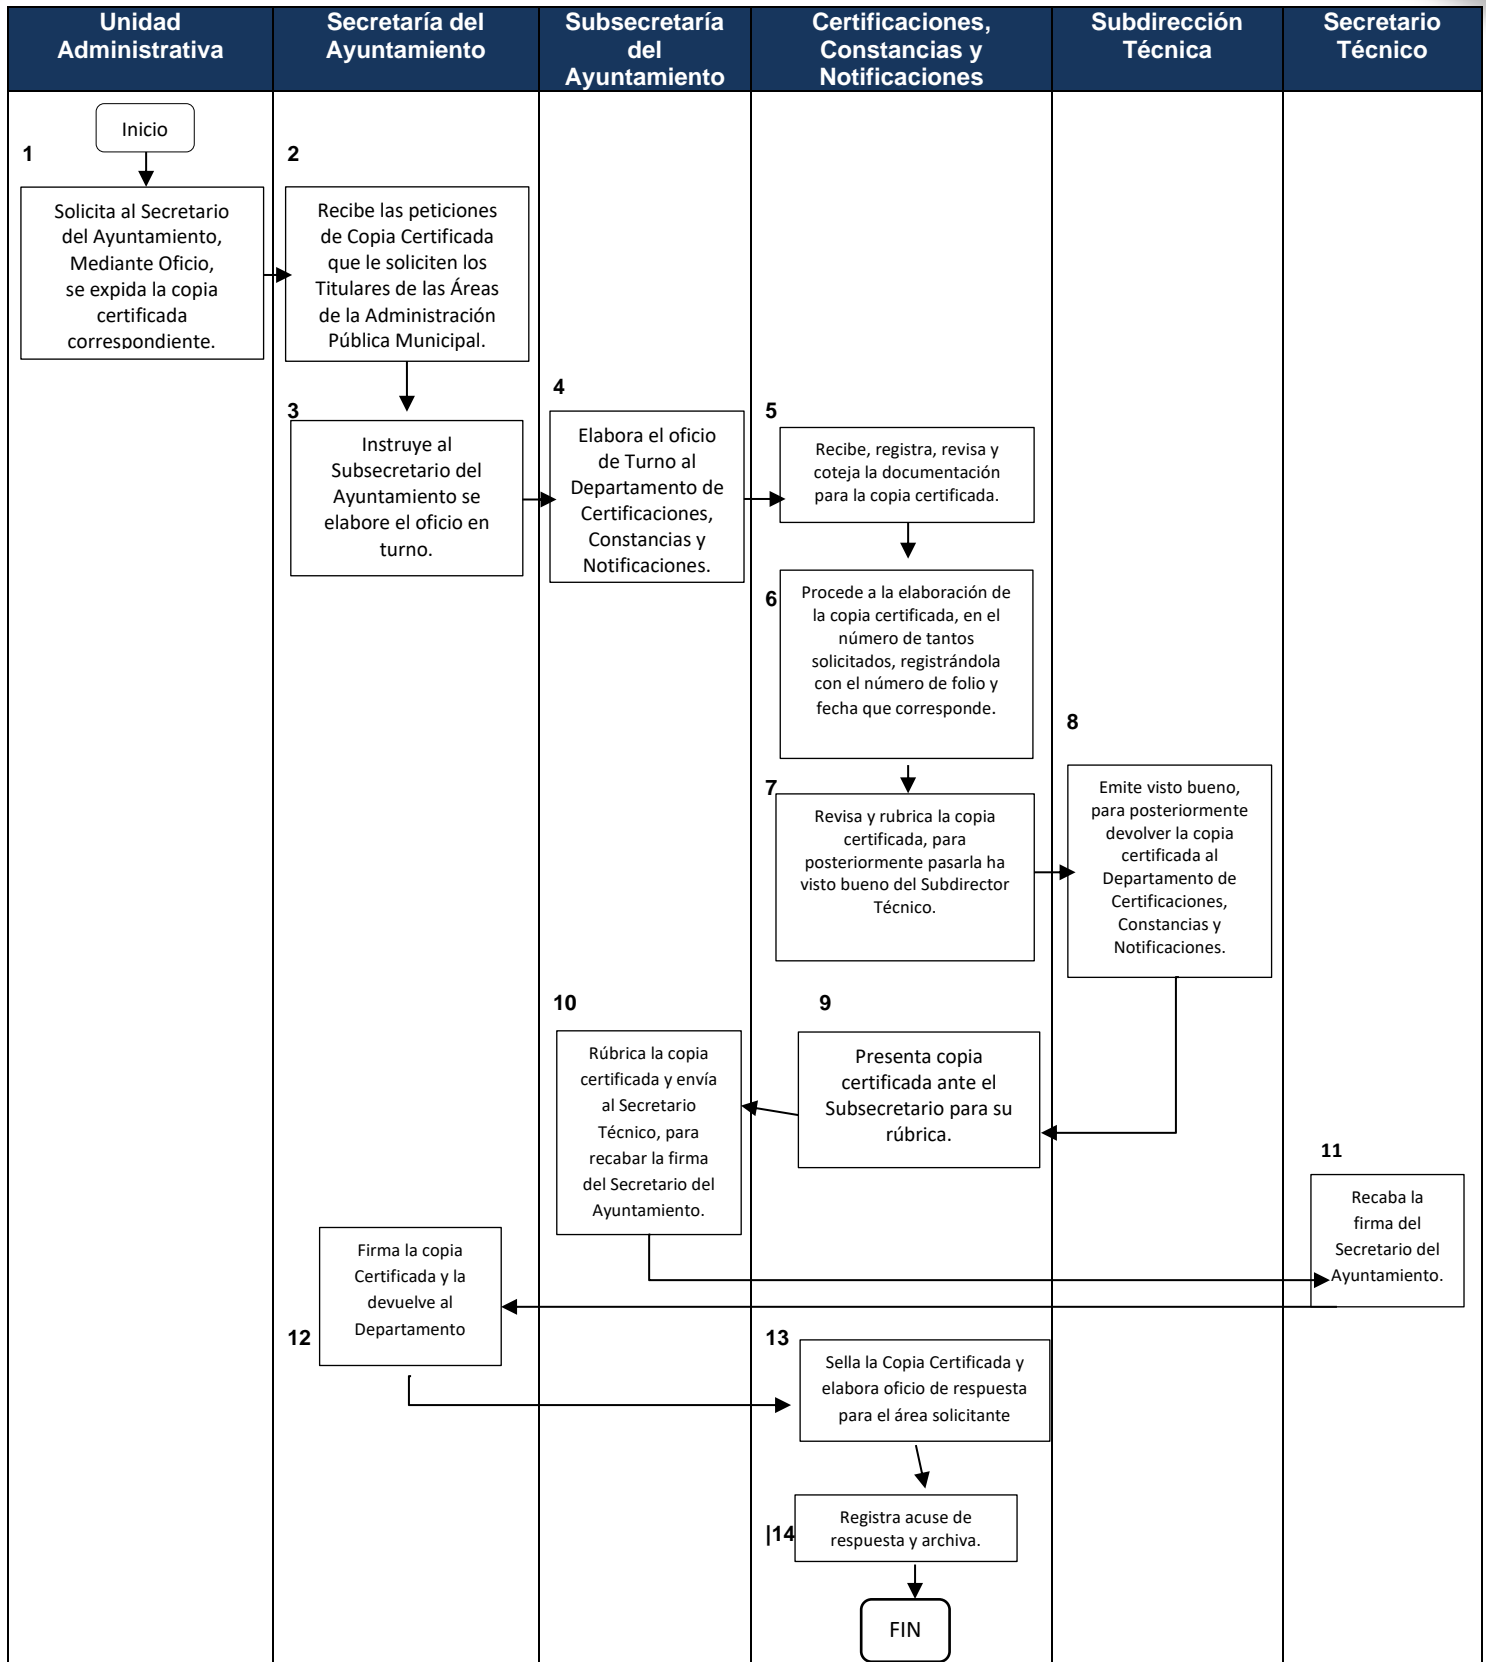 Unidad
Administrativa
Secretaría del
Ayuntamiento
Subsecretaría
del
Ayuntamiento
Certificaciones,
Constancias y
Notificaciones
Subdirección
Técnica
Secretario
Técnico
Inicio
1
Solicita al Secretario
del Ayuntamiento,
Mediante Oficio,
se expida la copia
certificada
correspondiente.
2
Recibe las peticiones
de Copia Certificada
que le soliciten los
Titulares de las Áreas
de la Administración
Pública Municipal.
3
Instruye al
Subsecretario del
Ayuntamiento se
elabore el oficio en
turno.
4
Elabora el oficio
de Turno al
Departamento de
Certificaciones,
Constancias y
Notificaciones.
5
Recibe, registra, revisa y
coteja la documentación
para la copia certificada.
6
Procede a la elaboración de
la copia certificada, en el
número de tantos
solicitados, registrándola
con el número de folio y
fecha que corresponde.
7
Revisa y rubrica la copia
certificada, para
posteriormente pasarla ha
visto bueno del Subdirector
Técnico.
8
Emite visto bueno,
para posteriormente
devolver la copia
certificada al
Departamento de
Certificaciones,
Constancias y
Notificaciones.
9
Presenta copia
certificada ante el
Subsecretario para su
rúbrica.
10
Rúbrica la copia
certificada y envía
al Secretario
Técnico, para
recabar la firma
del Secretario del
Ayuntamiento.
11
Recaba la
firma del
Secretario del
Ayuntamiento.
12
Firma la copia
Certificada y la
devuelve al
Departamento
13
Sella la Copia Certificada y
elabora oficio de respuesta
para el área solicitante
|14
Registra acuse de
respuesta y archiva.
FIN